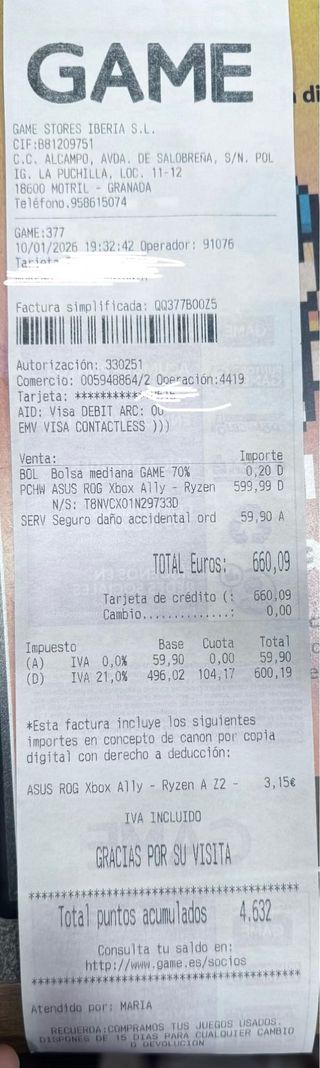 GAME
GAME STORES IBERIA S.L.
CIF:B81209751
C.C. ALCAMPO, AVDA. DE SALOBREÑA, S/N. POL
IG. LA PUCHILLA, LOC. 11-12
18600 MOTRIL - GRANADA
Teléfono.958615074
GAME:377
10/01/2026 19:32:42 Operador: 91076
Tarjeta
Factura simplificada: QQ377B00Z5
Autorización: 330251
Comercio: 005948864/2 Operación:4419
Tarjeta: ***********
AID: Visa DEBIT ARC: 00
EMV VISA CONTACTLESS )))
Venta: Importe
BOL Bolsa mediana GAME 70% 0,20 D
PCHW ASUS ROG Xbox Ally - Ryzen 599,99 D
N/S: T8NVCX01N29733D
SERV Seguro daño accidental ord 59,90 A
TOTAL Euros: 660,09
Tarjeta de crédito (: 660,09
Cambio..............: 0,00
Impuesto Base Cuota Total
(A) IVA 0,0% 59,90 0,00 59,90
(D) IVA 21,0% 496,02 104,17 600,19
*Esta factura incluye los siguientes
importes en concepto de canon por copia
digital con derecho a deducción:
ASUS ROG Xbox Ally - Ryzen A Z2 - 3,15€
IVA INCLUIDO
GRACIAS POR SU VISITA
****************************************
Total puntos acumulados 4.632
Consulta tu saldo en:
http://www.game.es/socios
****************************************
Atendido por: MARIA
RECUERDA:COMPRAMOS TUS JUEGOS USADOS.
DISPONES DE 15 DIAS PARA CUALQUIER CAMBIO
O DEVOLUCION